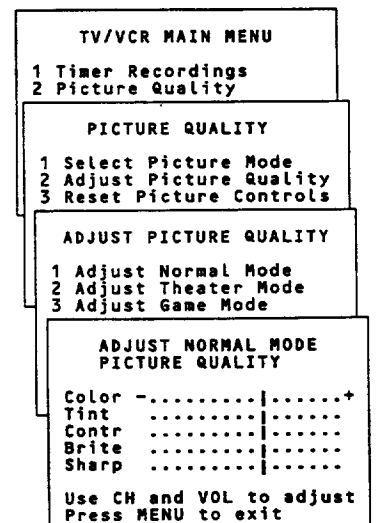 TV/VCR MAIN MENU
1 Timer Recordings
2 Picture Quality
PICTURE QUALITY
1 Select Picture Mode
2 Adjust Picture Quality
3 Reset Picture Controls
ADJUST PICTURE QUALITY
1 Adjust Normal Mode
2 Adjust Theater Mode
3 Adjust Game Mode
ADJUST NORMAL MODE
PICTURE QUALITY
Color -.........|......+
Tint .........|......
Contr .........|......
Brite .........|......
Sharp .........|......
Use CH and VOL to adjust
Press MENU to exit